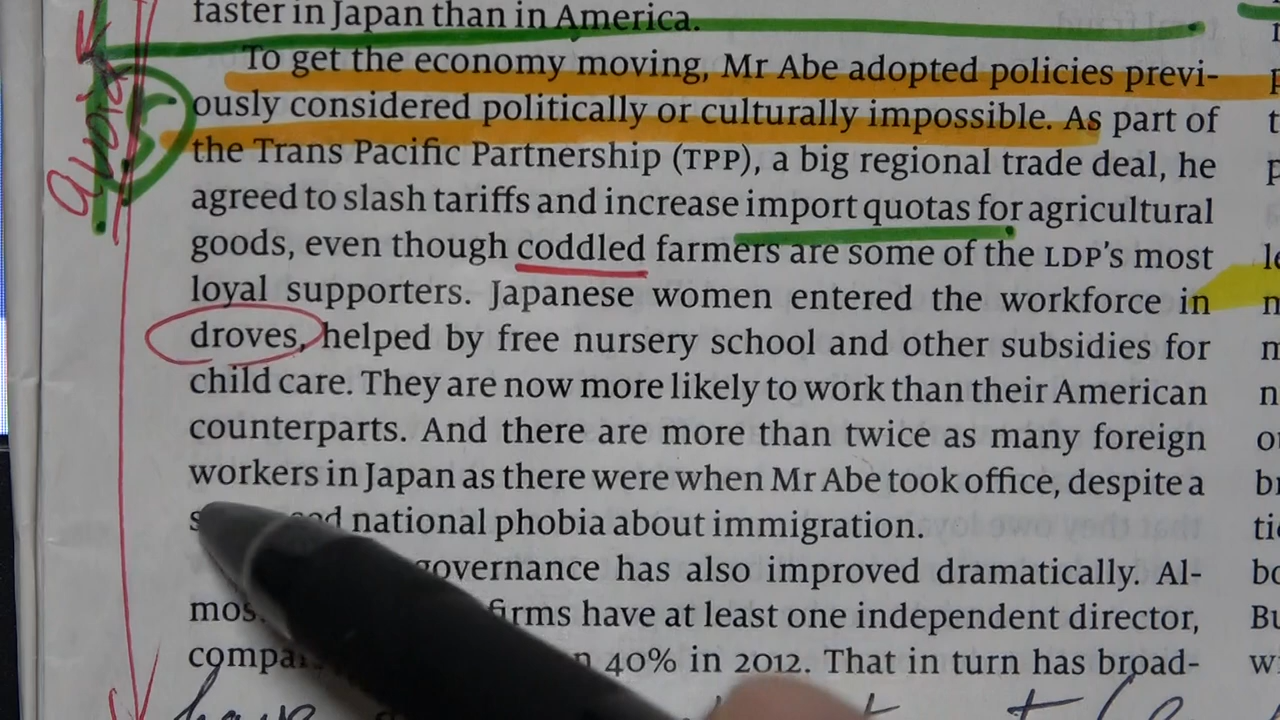 faster in Japan than in America.
To get the economy moving, Mr Abe adopted policies previ-
ously considered politically or culturally impossible. As part of
the Trans Pacific Partnership (TPP), a big regional trade deal, he
agreed to slash tariffs and increase import quotas for agricultural
goods, even though coddled farmers are some of the LDP's most
loyal supporters. Japanese women entered the workforce in
droves, helped by free nursery school and other subsidies for
child care. They are now more likely to work than their American
counterparts. And there are more than twice as many foreign
workers in Japan as there were when Mr Abe took office, despite a
national phobia about immigration.
governance has also improved dramatically. Al-
firms have at least one independent director,
40% in 2012. That in turn has broad-